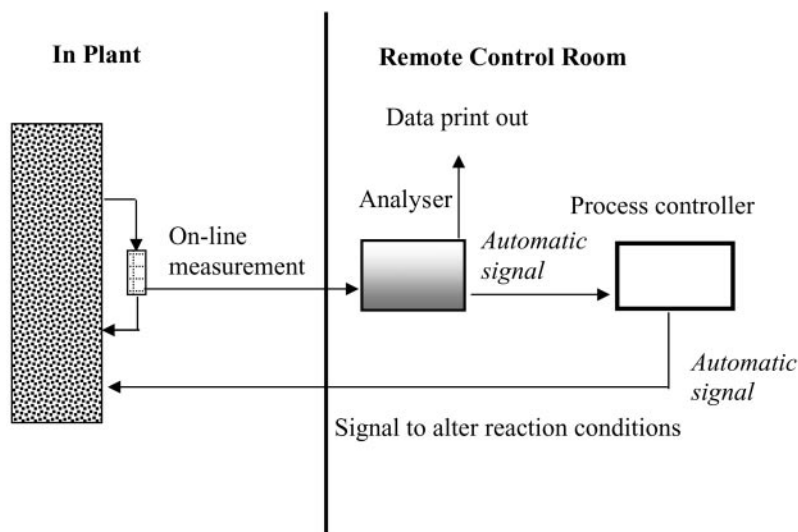 In Plant
Remote Control Room
Data print out
Analyser
Process controller
On-line
measurement
Automatic
signal
Automatic
signal
Signal to alter reaction conditions